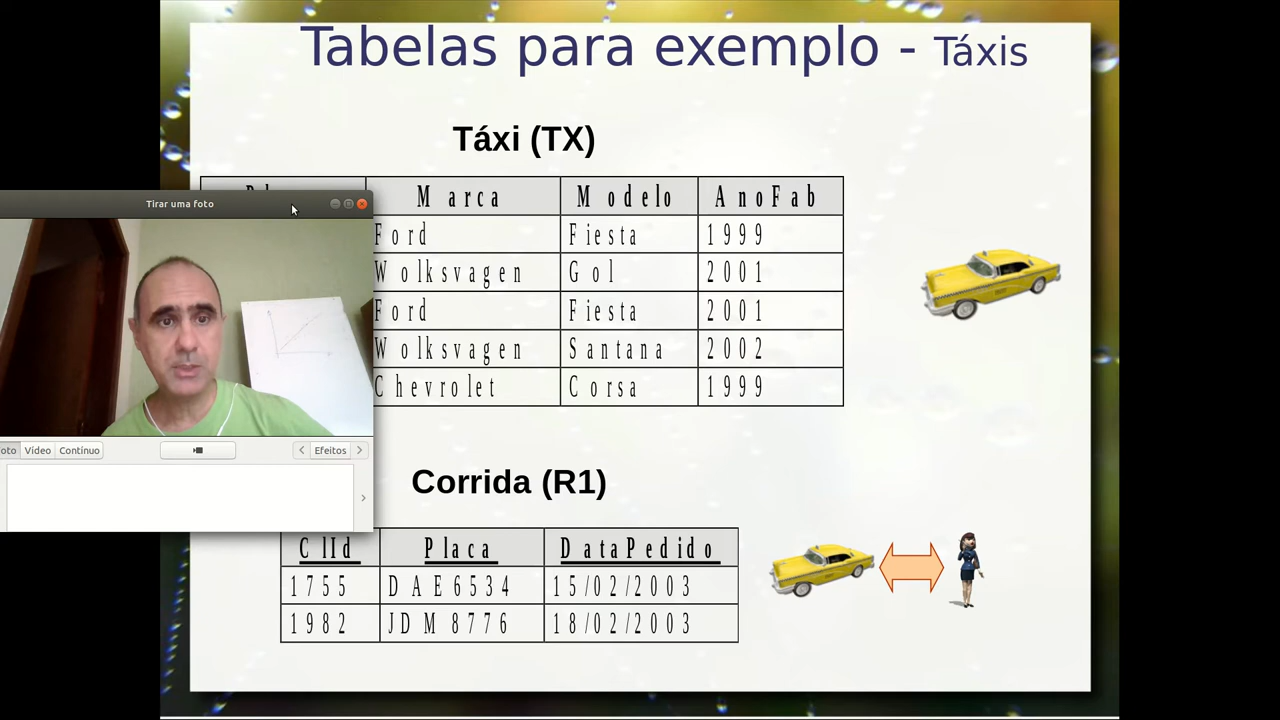 Tabelas para exemplo - Táxis
Táxi (TX)
Marca Modelo AnoFab
Ford Fiesta 1999
Wolksvagen Gol 2001
Ford Fiesta 2001
Wolksvagen Santana 2002
Chevrolet Corsa 1999
Tirar uma foto
oto Vídeo Contínuo Efeitos
Corrida (R1)
ClId Placa DataPedido
1755 DAE6534 15/02/2003
1982 JDM8776 18/02/2003